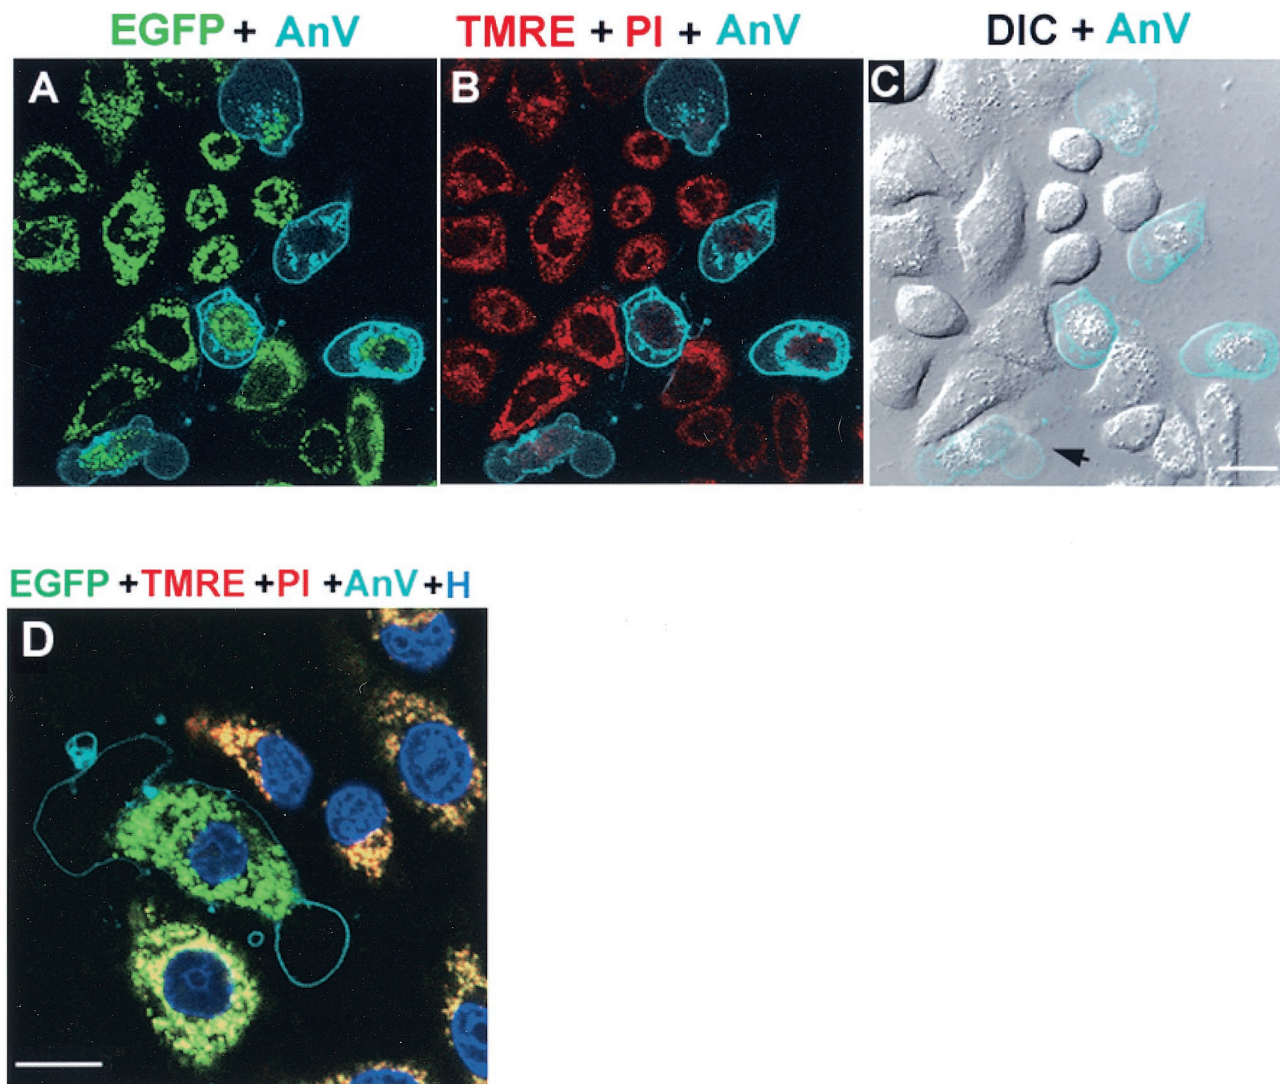 EGFP + AnV
TMRE + PI + AnV
DIC + AnV
A
B
C
EGFP +TMRE +PI +AnV +H
D